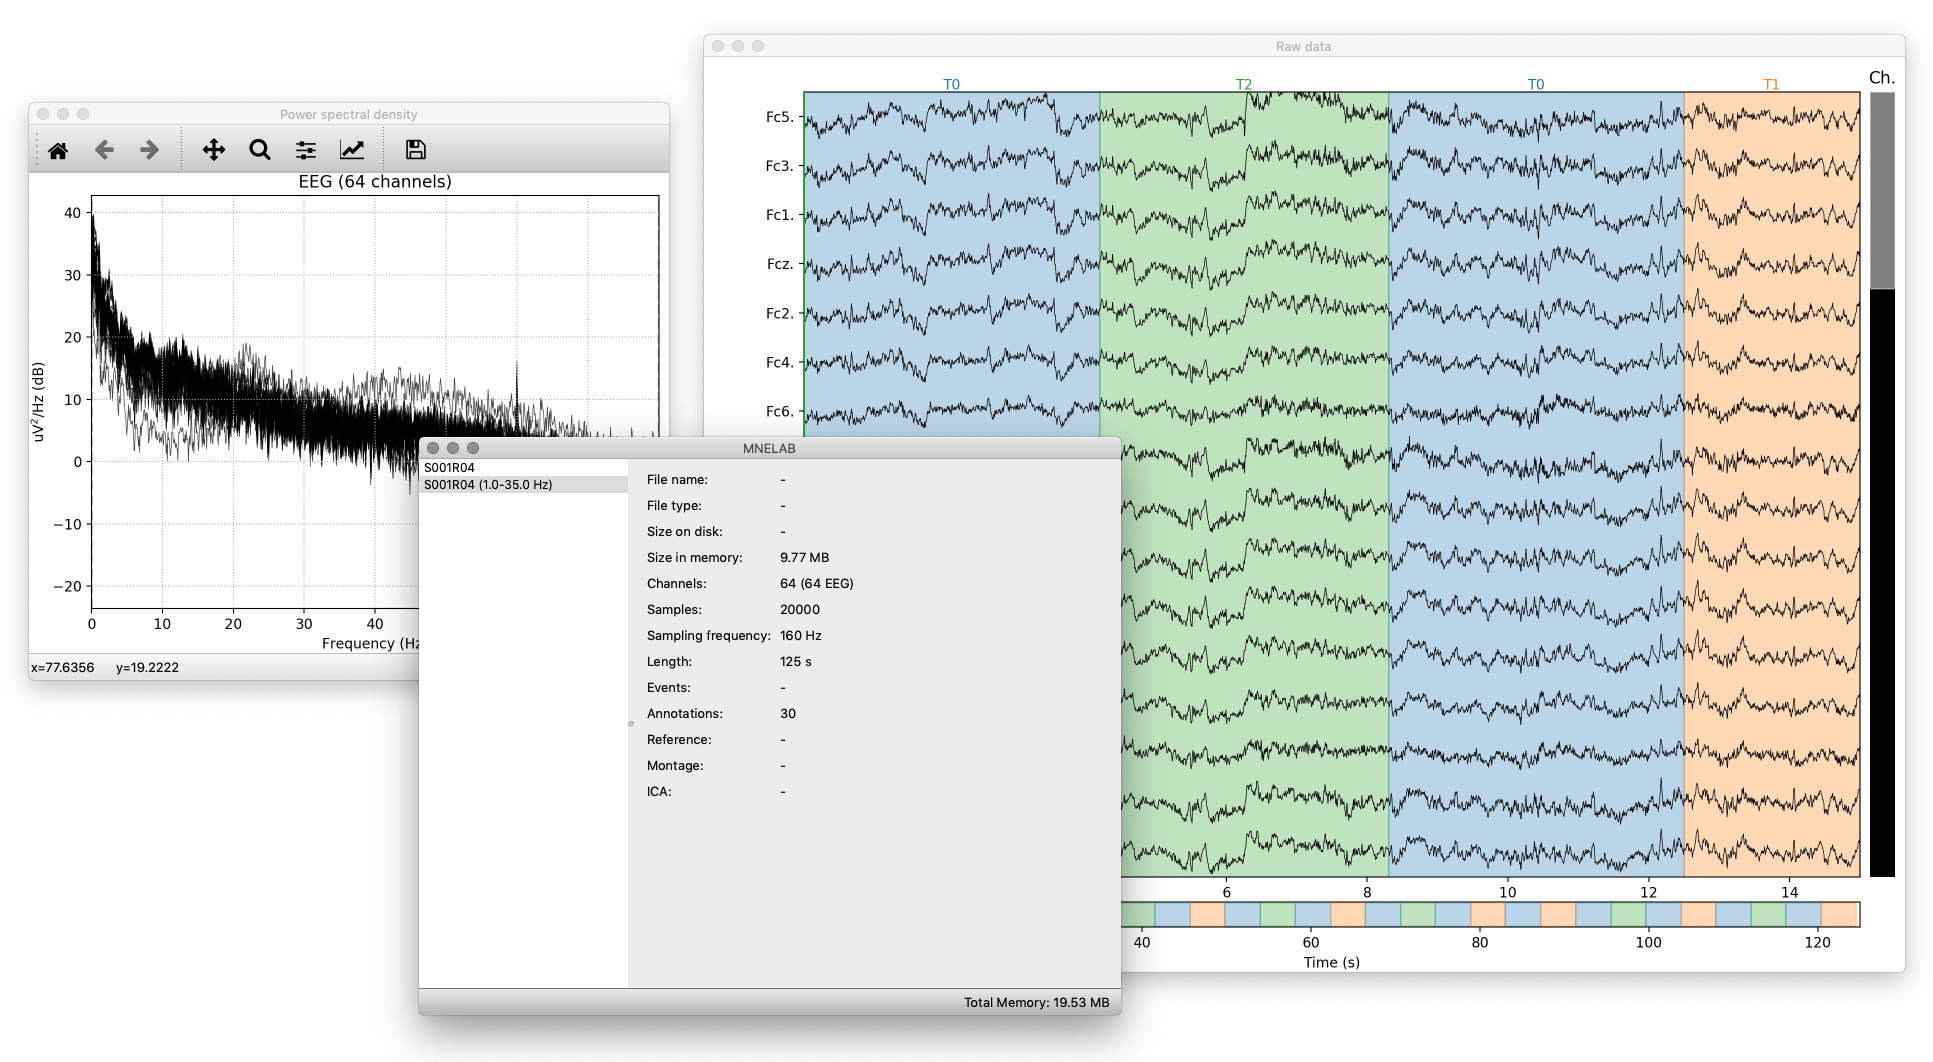 Power spectral density
EEG (64 channels)
40
30
20
10
0
−10
−20
uV²/Hz (dB)
0 10 20 30 40
Frequency (Hz
x=77.6356 y=19.2222
Raw data
T0 T2 T0 T1
Ch.
Fc5.
Fc3.
Fc1.
Fcz.
Fc2.
Fc4.
Fc6.
6 8 10 12 14
40 60 80 100 120
Time (s)
MNELAB
S001R04
S001R04 (1.0-35.0 Hz)
File name: -
File type: -
Size on disk: -
Size in memory: 9.77 MB
Channels: 64 (64 EEG)
Samples: 20000
Sampling frequency: 160 Hz
Length: 125 s
Events: -
Annotations: 30
Reference: -
Montage: -
ICA: -
Total Memory: 19.53 MB